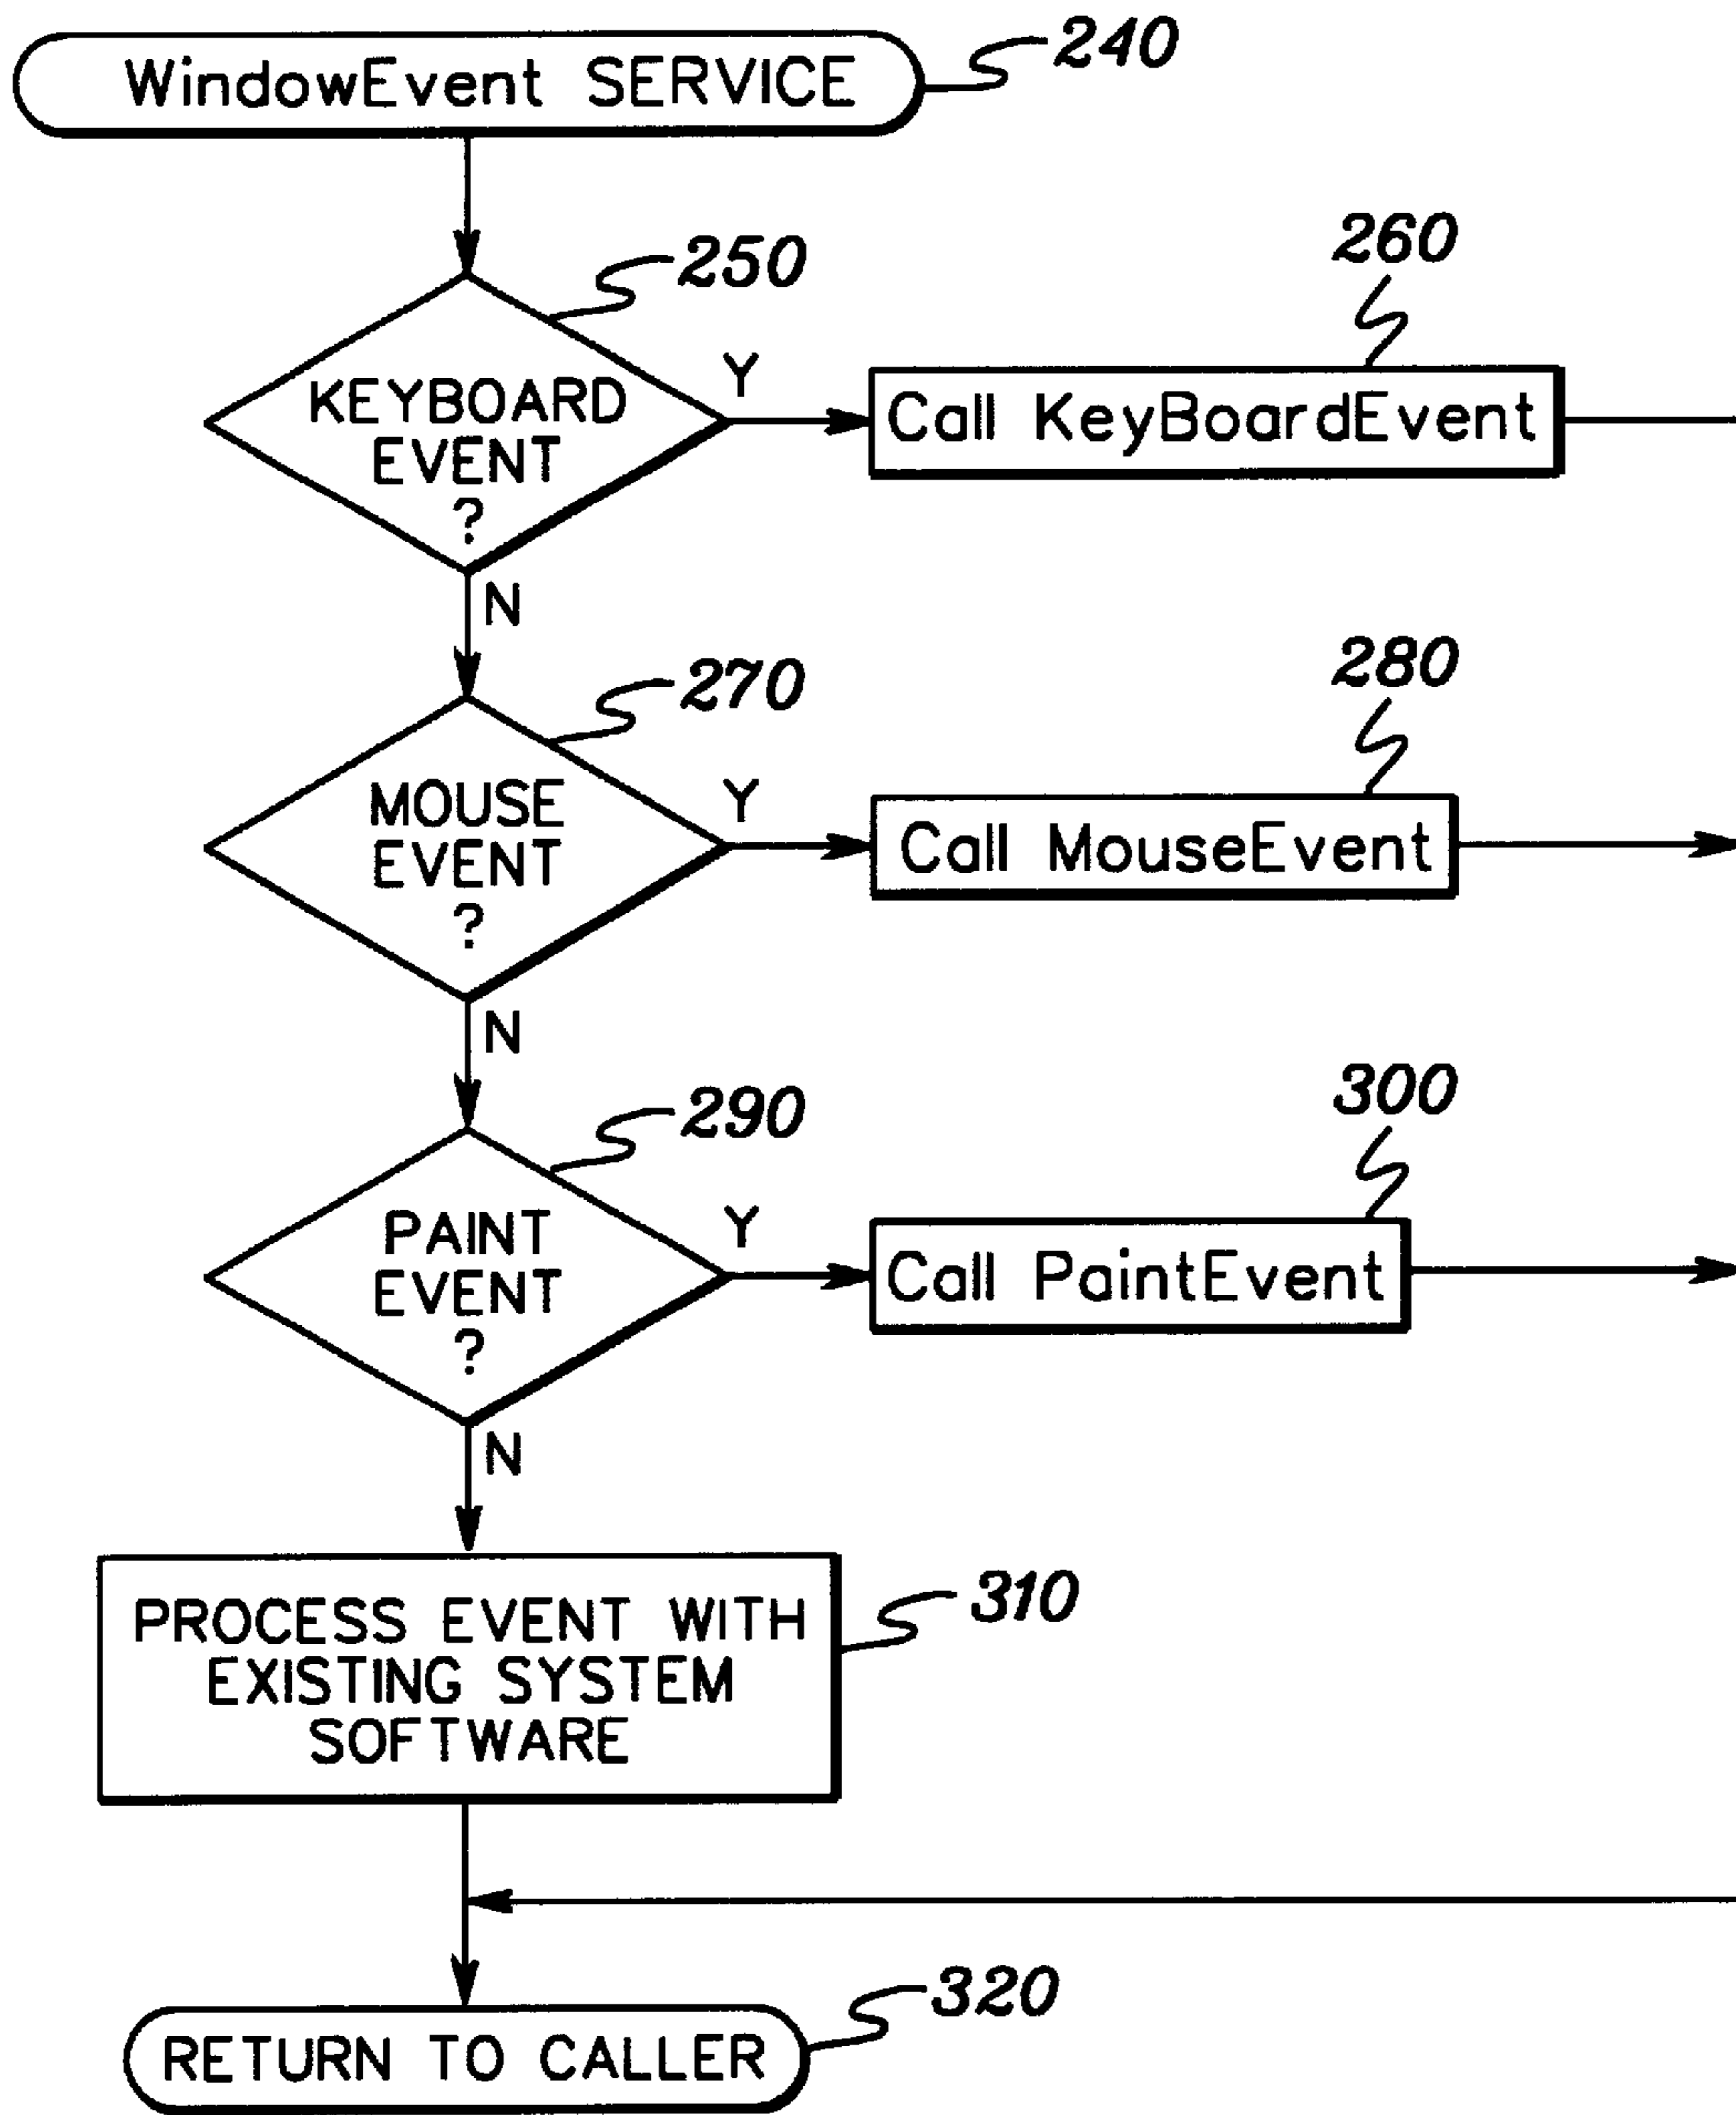 WindowEvent SERVICE
240
250
260
KEYBOARD
EVENT
?
Y
Call KeyBoardEvent
N
270
280
MOUSE
EVENT
?
Y
Call MouseEvent
N
290
300
PAINT
EVENT
?
Y
Call PaintEvent
N
310
PROCESS EVENT WITH
EXISTING SYSTEM
SOFTWARE
320
RETURN TO CALLER